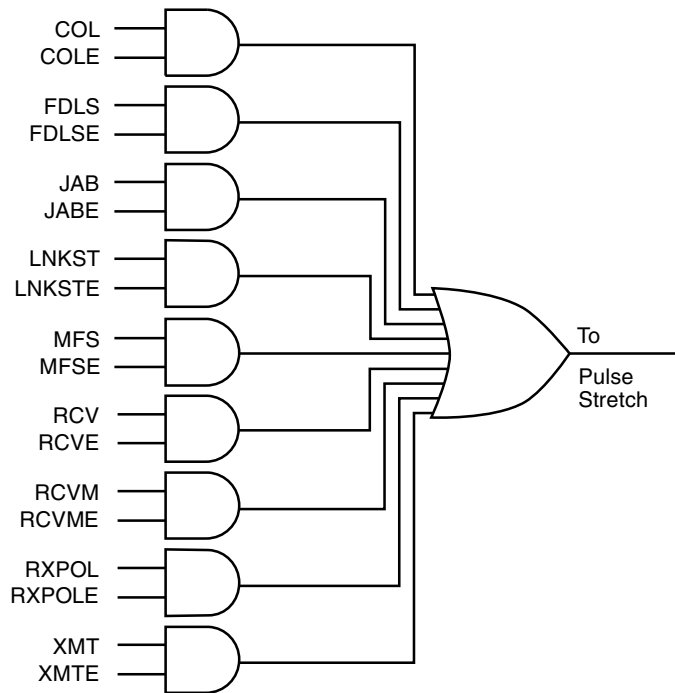 COL
COLE
FDLS
FDLSE
JAB
JABE
LNKST
LNKSTE
MFS
MFSE
RCV
RCVE
RCVM
RCVME
RXPOL
RXPOLE
XMT
XMTE
To
Pulse
Stretch